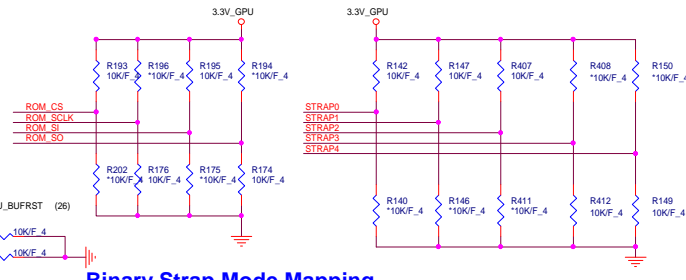 3.3V_GPU
3.3V_GPU
R193
10K/F_4
R196
*10K/F_4
R195
10K/F_4
R194
*10K/F_4
R142
10K/F_4
R147
10K/F_4
R407
10K/F_4
R408
*10K/F_4
R150
*10K/F_4
ROM_CS
ROM_SCLK
ROM_SI
ROM_SO
STRAP0
STRAP1
STRAP2
STRAP3
STRAP4
R202
*10K/F_4
R176
10K/F_4
R175
*10K/F_4
R174
10K/F_4
R140
*10K/F_4
R146
*10K/F_4
R411
*10K/F_4
R412
10K/F_4
R149
10K/F_4
J_BUFRST (26)
10K/F_4
10K/F_4
Binary Strap Mode Mapping